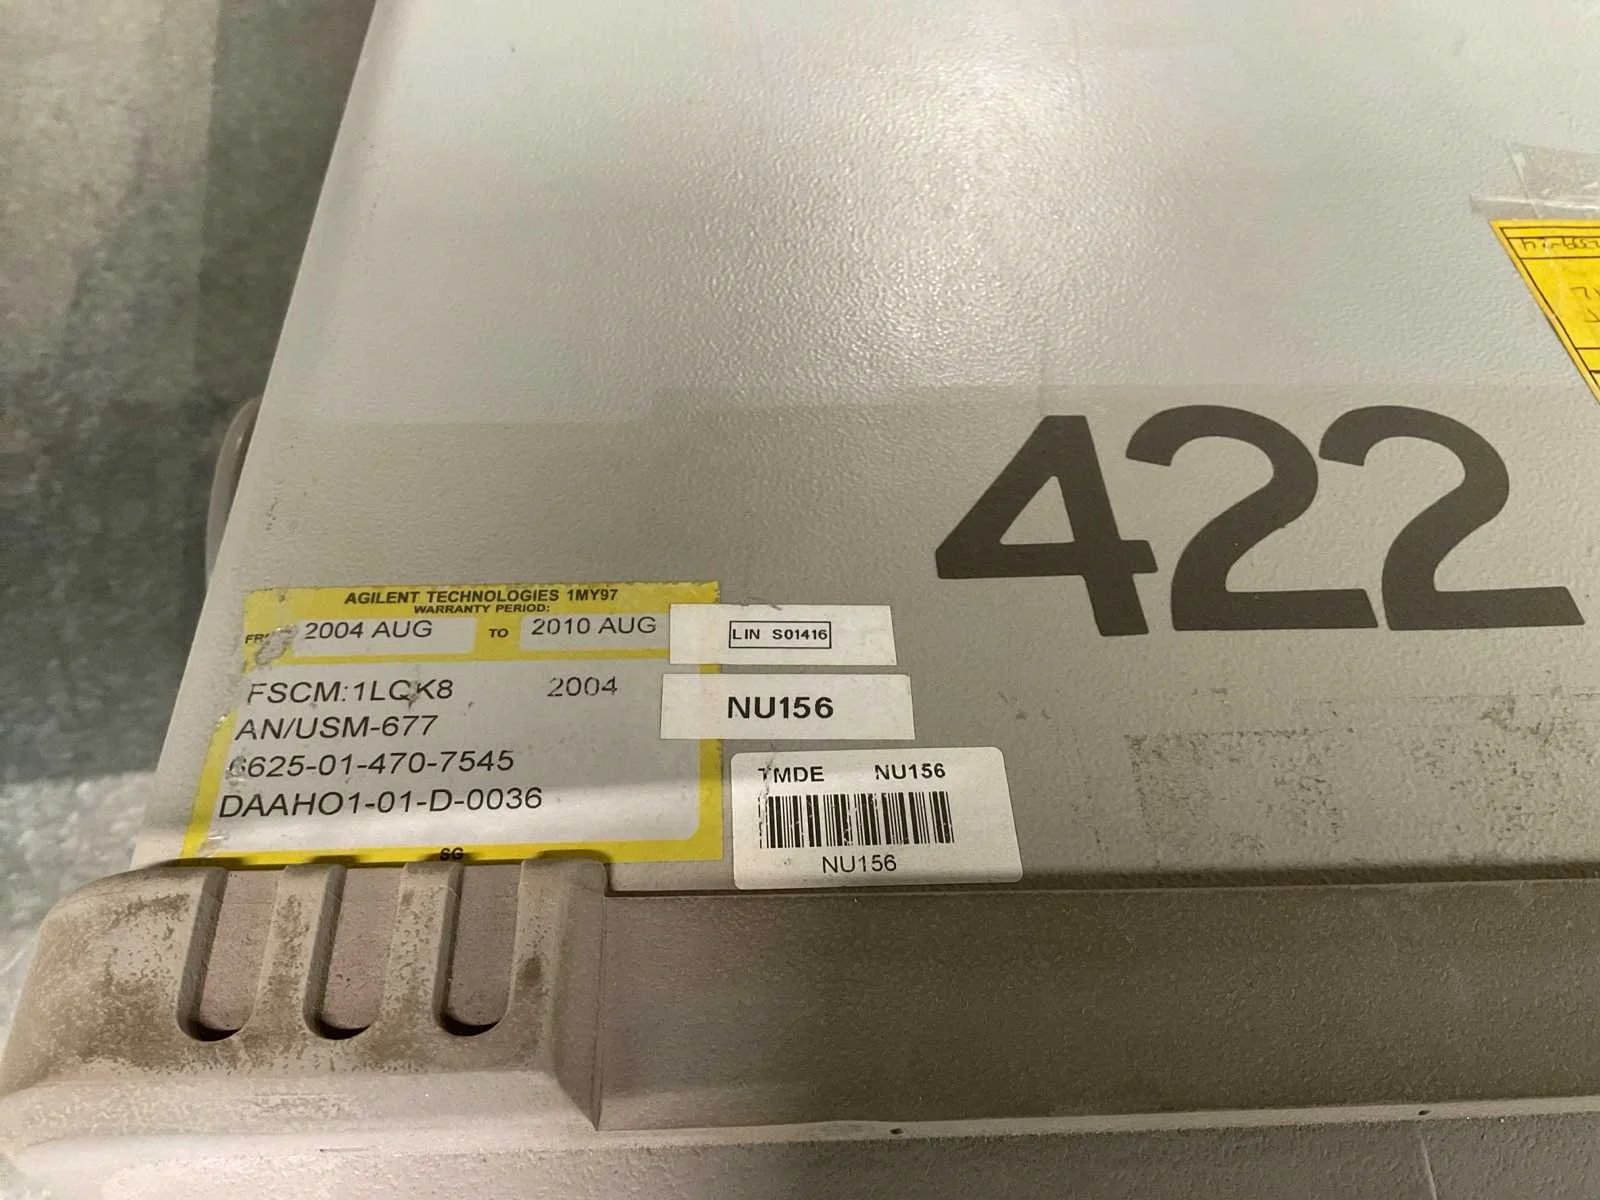 422
AGILENT TECHNOLOGIES 1MY97
WARRANTY PERIOD:
2004 AUG TO 2010 AUG
FSCM:1LQK8 2004
AN/USM-677
6625-01-470-7545
DAAHO1-01-D-0036
SG
LIN S01416
NU156
TMDE NU156
NU156